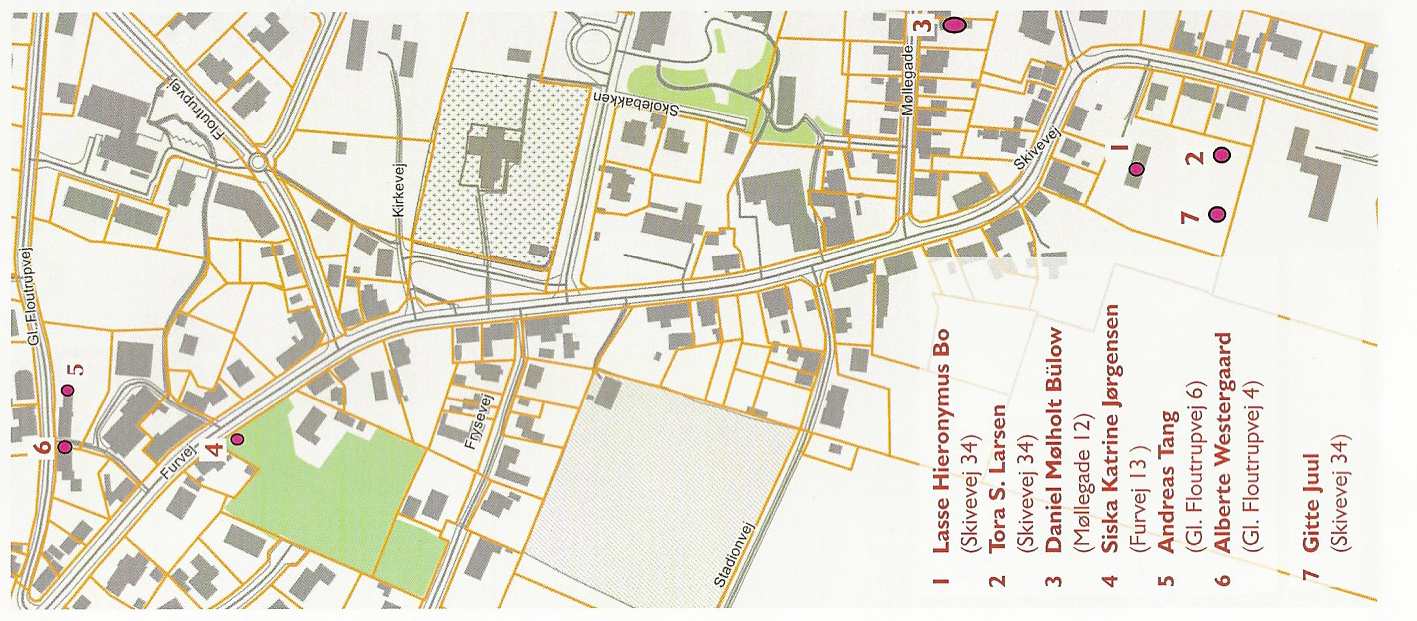 Gl. Floutrupvej
Floutrupvej
Kirkevej
Skolebakken
Møllegade
Skivevej
Furvej
Frysevej
Stadionvej
1
2
3
4
5
6
7
1 Lasse Hieronymus Bo
(Skivevej 34)
2 Tora S. Larsen
(Skivevej 34)
3 Daniel Mølholt Bülow
(Møllegade 12)
4 Siska Katrine Jørgensen
(Furvej 13 )
5 Andreas Tang
(Gl. Floutrupvej 6)
6 Alberte Westergaard
(Gl. Floutrupvej 4)
7 Gitte Juul
(Skivevej 34)